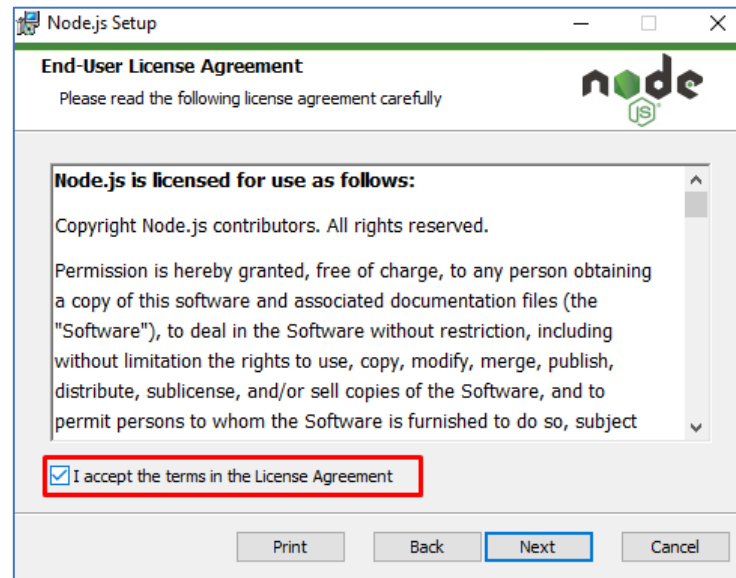 Node.js Setup
End-User License Agreement
Please read the following license agreement carefully
node
JS
Node.js is licensed for use as follows:
Copyright Node.js contributors. All rights reserved.
Permission is hereby granted, free of charge, to any person obtaining
a copy of this software and associated documentation files (the
"Software"), to deal in the Software without restriction, including
without limitation the rights to use, copy, modify, merge, publish,
distribute, sublicense, and/or sell copies of the Software, and to
permit persons to whom the Software is furnished to do so, subject
I accept the terms in the License Agreement
Print Back Next Cancel